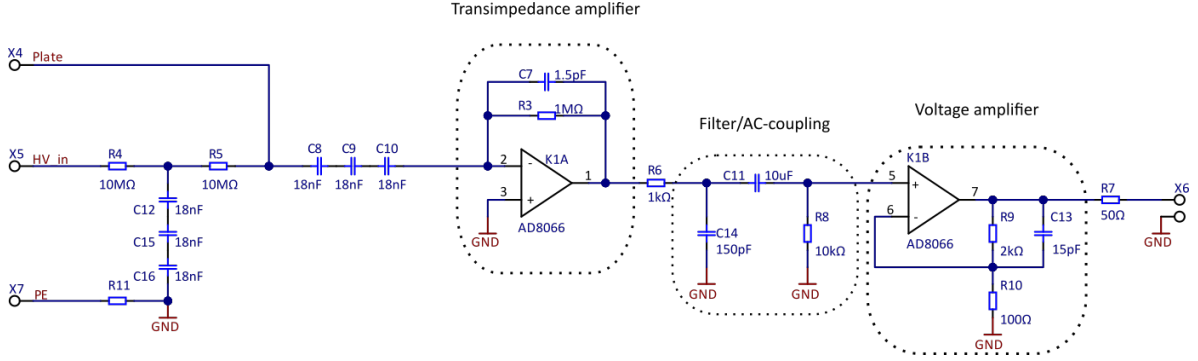 Transimpedance amplifier
X4
Plate
C7
1.5pF
R3
1MΩ
Filter/AC-coupling
Voltage amplifier
X5
HV in
R4
10MΩ
R5
10MΩ
C8
C9
C10
18nF
18nF
18nF
2
-
K1A
3
+
1
AD8066
GND
R6
1kΩ
C11
10uF
K1B
5
+
6
-
7
AD8066
R7
50Ω
X6
GND
C12
18nF
C15
18nF
C16
18nF
C14
150pF
GND
R8
10kΩ
GND
R9
2kΩ
C13
15pF
X7
PE
R11
GND
R10
100Ω
GND